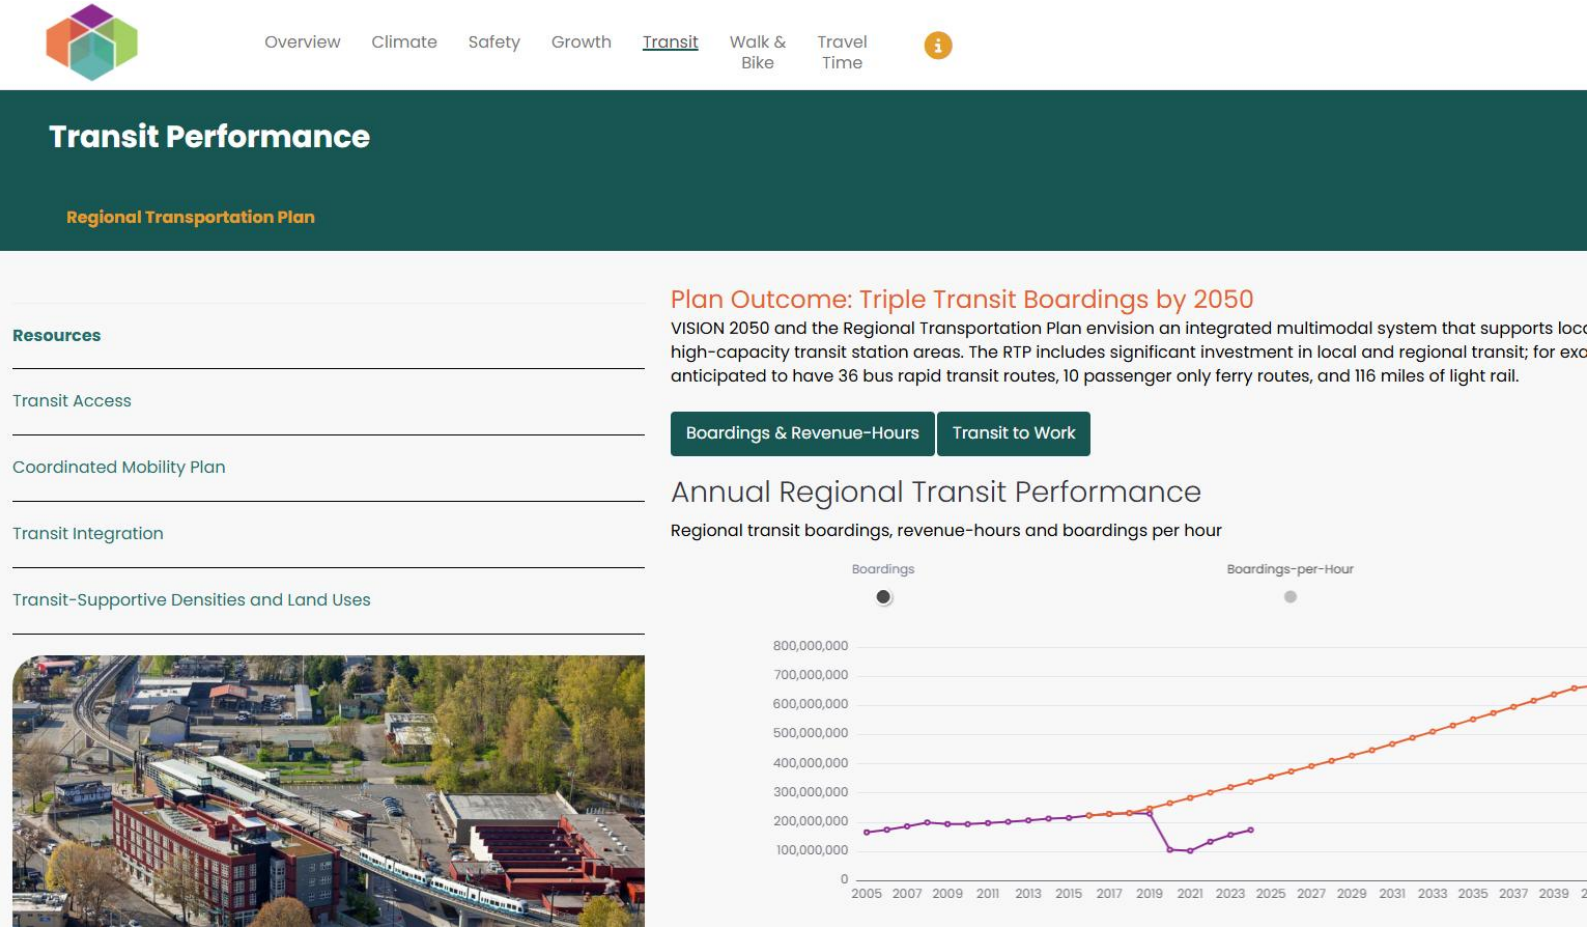 Overview Climate Safety Growth Transit Walk & Bike Travel Time
Transit Performance
Regional Transportation Plan
Resources
Transit Access
Coordinated Mobility Plan
Transit Integration
Transit-Supportive Densities and Land Uses
Plan Outcome: Triple Transit Boardings by 2050
VISION 2050 and the Regional Transportation Plan envision an integrated multimodal system that supports
high-capacity transit station areas. The RTP includes significant investment in local and regional transit; for
anticipated to have 36 bus rapid transit routes, 10 passenger only ferry routes, and 116 miles of light rail.
Boardings & Revenue-Hours Transit to Work
Annual Regional Transit Performance
Regional transit boardings, revenue-hours and boardings per hour
Boardings Boardings-per-Hour
800,000,000
700,000,000
600,000,000
500,000,000
400,000,000
300,000,000
200,000,000
100,000,000
0
2005 2007 2009 2011 2013 2015 2017 2019 2021 2023 2025 2027 2029 2031 2033 2035 2037 2039